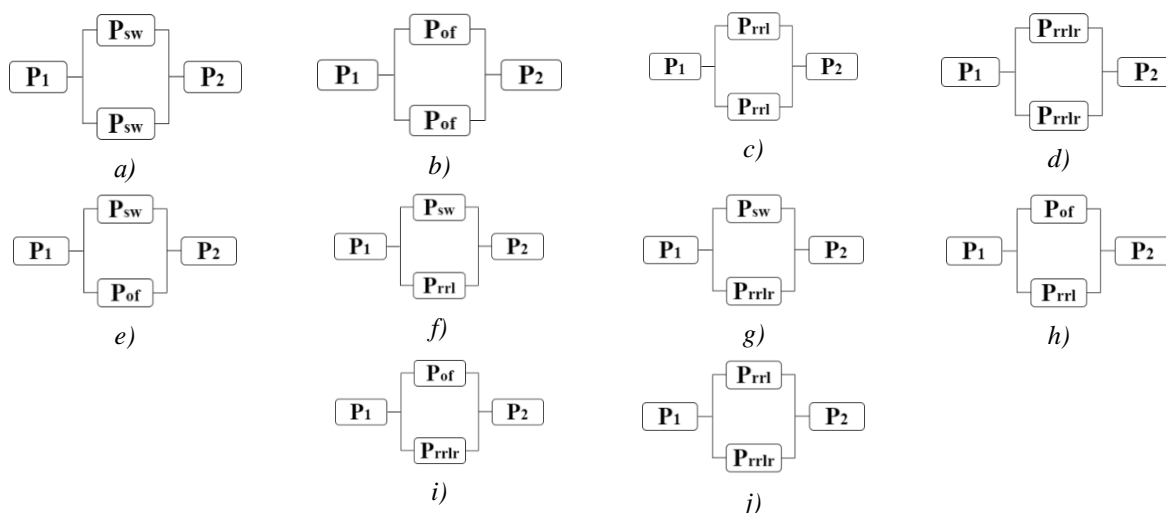 Psw Pof Prrl Prrlr
P1 P2 P1 P2 P1 P2 P1 P2
Psw Pof Prrl Prrlr
a) b) c) d)
Psw Psw Psw Pof
P1 P2 P1 P2 P1 P2 P1 P2
Pof Prrl Prrlr Prrl
e) f) g) h)
Pof Prrl
P1 P2 P1 P2
Prrlr Prrlr
i) j)